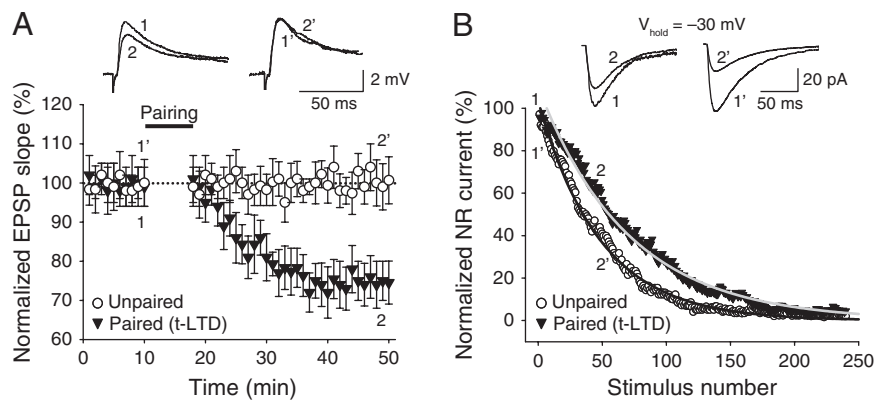 A
1
2
2'
1'
2 mV
50 ms
Normalized EPSP slope (%)
120
110
100
90
80
70
60
Pairing
1'
2'
1
2
Unpaired
Paired (t-LTD)
0
10
20
30
40
50
Time (min)
B
V_hold = –30 mV
2
1
2'
1'
20 pA
50 ms
Normalized NR current (%)
100
80
60
40
20
0
1
1'
2
2'
Unpaired
Paired (t-LTD)
0
50
100
150
200
250
Stimulus number